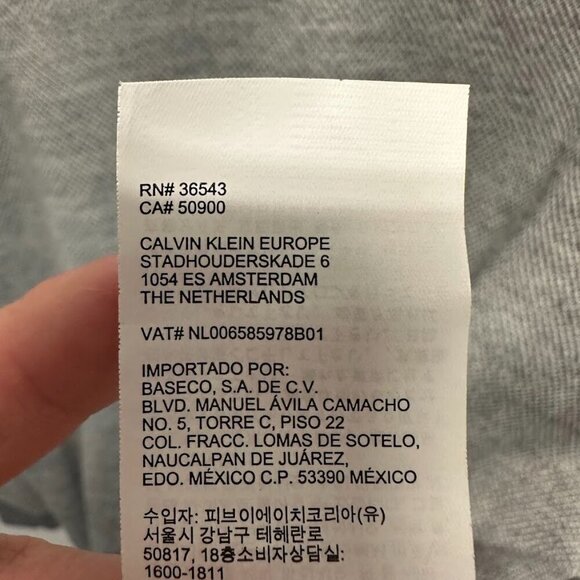 RN# 36543
CA# 50900
CALVIN KLEIN EUROPE
STADHOUDERSKADE 6
1054 ES AMSTERDAM
THE NETHERLANDS
VAT# NL006585978B01
IMPORTADO POR:
BASECO, S.A. DE C.V.
BLVD. MANUEL ÁVILA CAMACHO
NO. 5, TORRE C, PISO 22
COL. FRACC. LOMAS DE SOTELO,
NAUCALPAN DE JUÁREZ,
EDO. MÉXICO C.P. 53390 MÉXICO
수입자: 피브이에이치코리아(유)
서울시 강남구 테헤란로
50817, 18층소비자상담실:
1600-1811